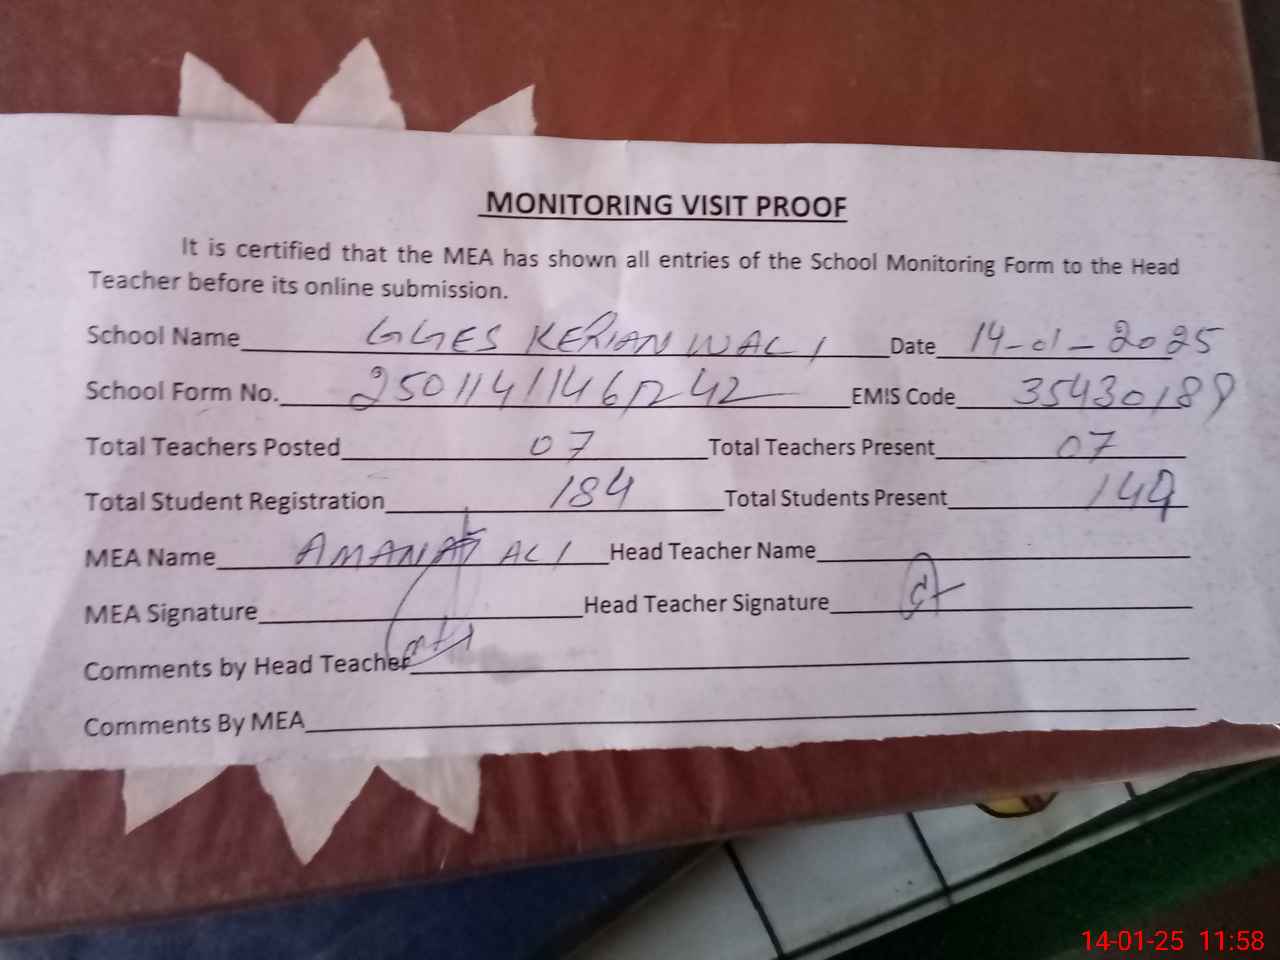 MONITORING VISIT PROOF
It is certified that the MEA has shown all entries of the School Monitoring Form to the Head
Teacher before its online submission.
School Name GGES KERIAN WALI Date 14-01-2025
School Form No. EMIS Code 35430189
Total Teachers Posted 07 Total Teachers Present 07
Total Student Registration 184 Total Students Present 149
MEA Name AMANAT ALI Head Teacher Name
MEA Signature Head Teacher Signature
Comments by Head Teacher
Comments By MEA
14-01-25 11:58